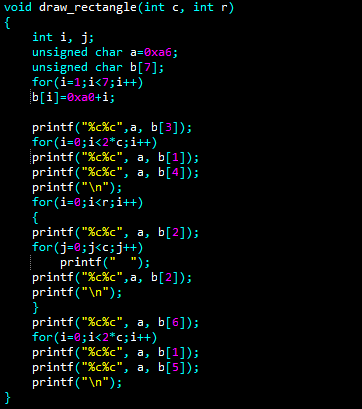 void draw_rectangle(int c, int r)
{
    int i, j;
    unsigned char a=0xa6;
    unsigned char b[7];
    for(i=1;i<7;i++)
    b[i]=0xa0+i;

    printf("%c%c",a, b[3]);
    for(i=0;i<2*c;i++)
    printf("%c%c", a, b[1]);
    printf("%c%c", a, b[4]);
    printf("\n");
    for(i=0;i<r;i++)
    {
    printf("%c%c", a, b[2]);
    for(j=0;j<c;j++)
        printf("  ");
    printf("%c%c",a, b[2]);
    printf("\n");
    }
    printf("%c%c", a, b[6]);
    for(i=0;i<2*c;i++)
    printf("%c%c", a, b[1]);
    printf("%c%c", a, b[5]);
    printf("\n");
}